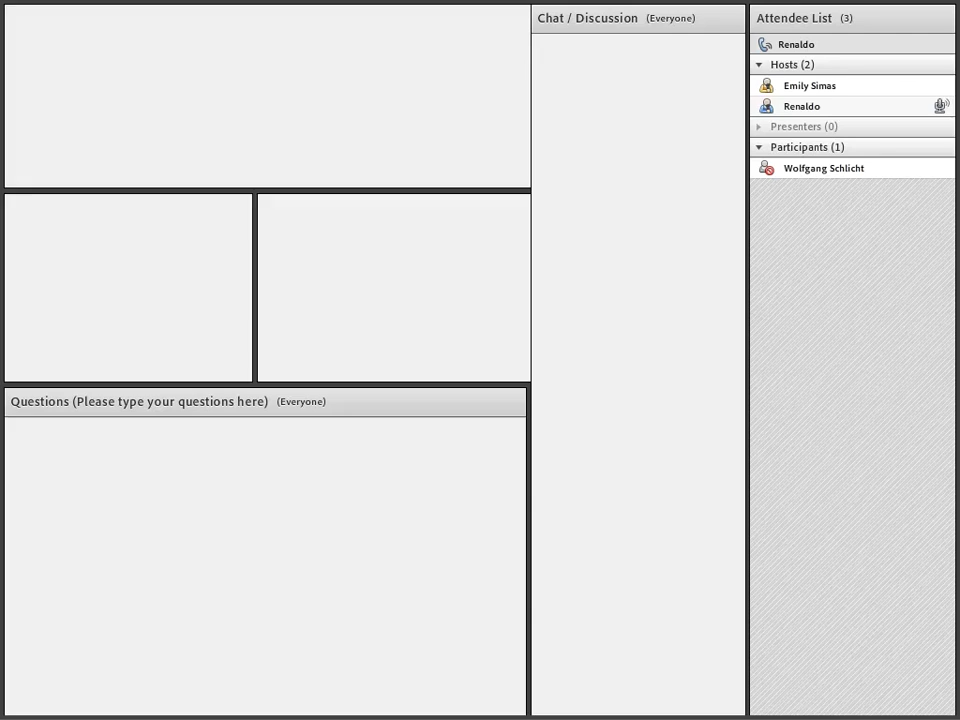 Chat / Discussion (Everyone)
Attendee List (3)
Renaldo
Hosts (2)
Emily Simas
Renaldo
Presenters (0)
Participants (1)
Wolfgang Schlicht
Questions (Please type your questions here) (Everyone)